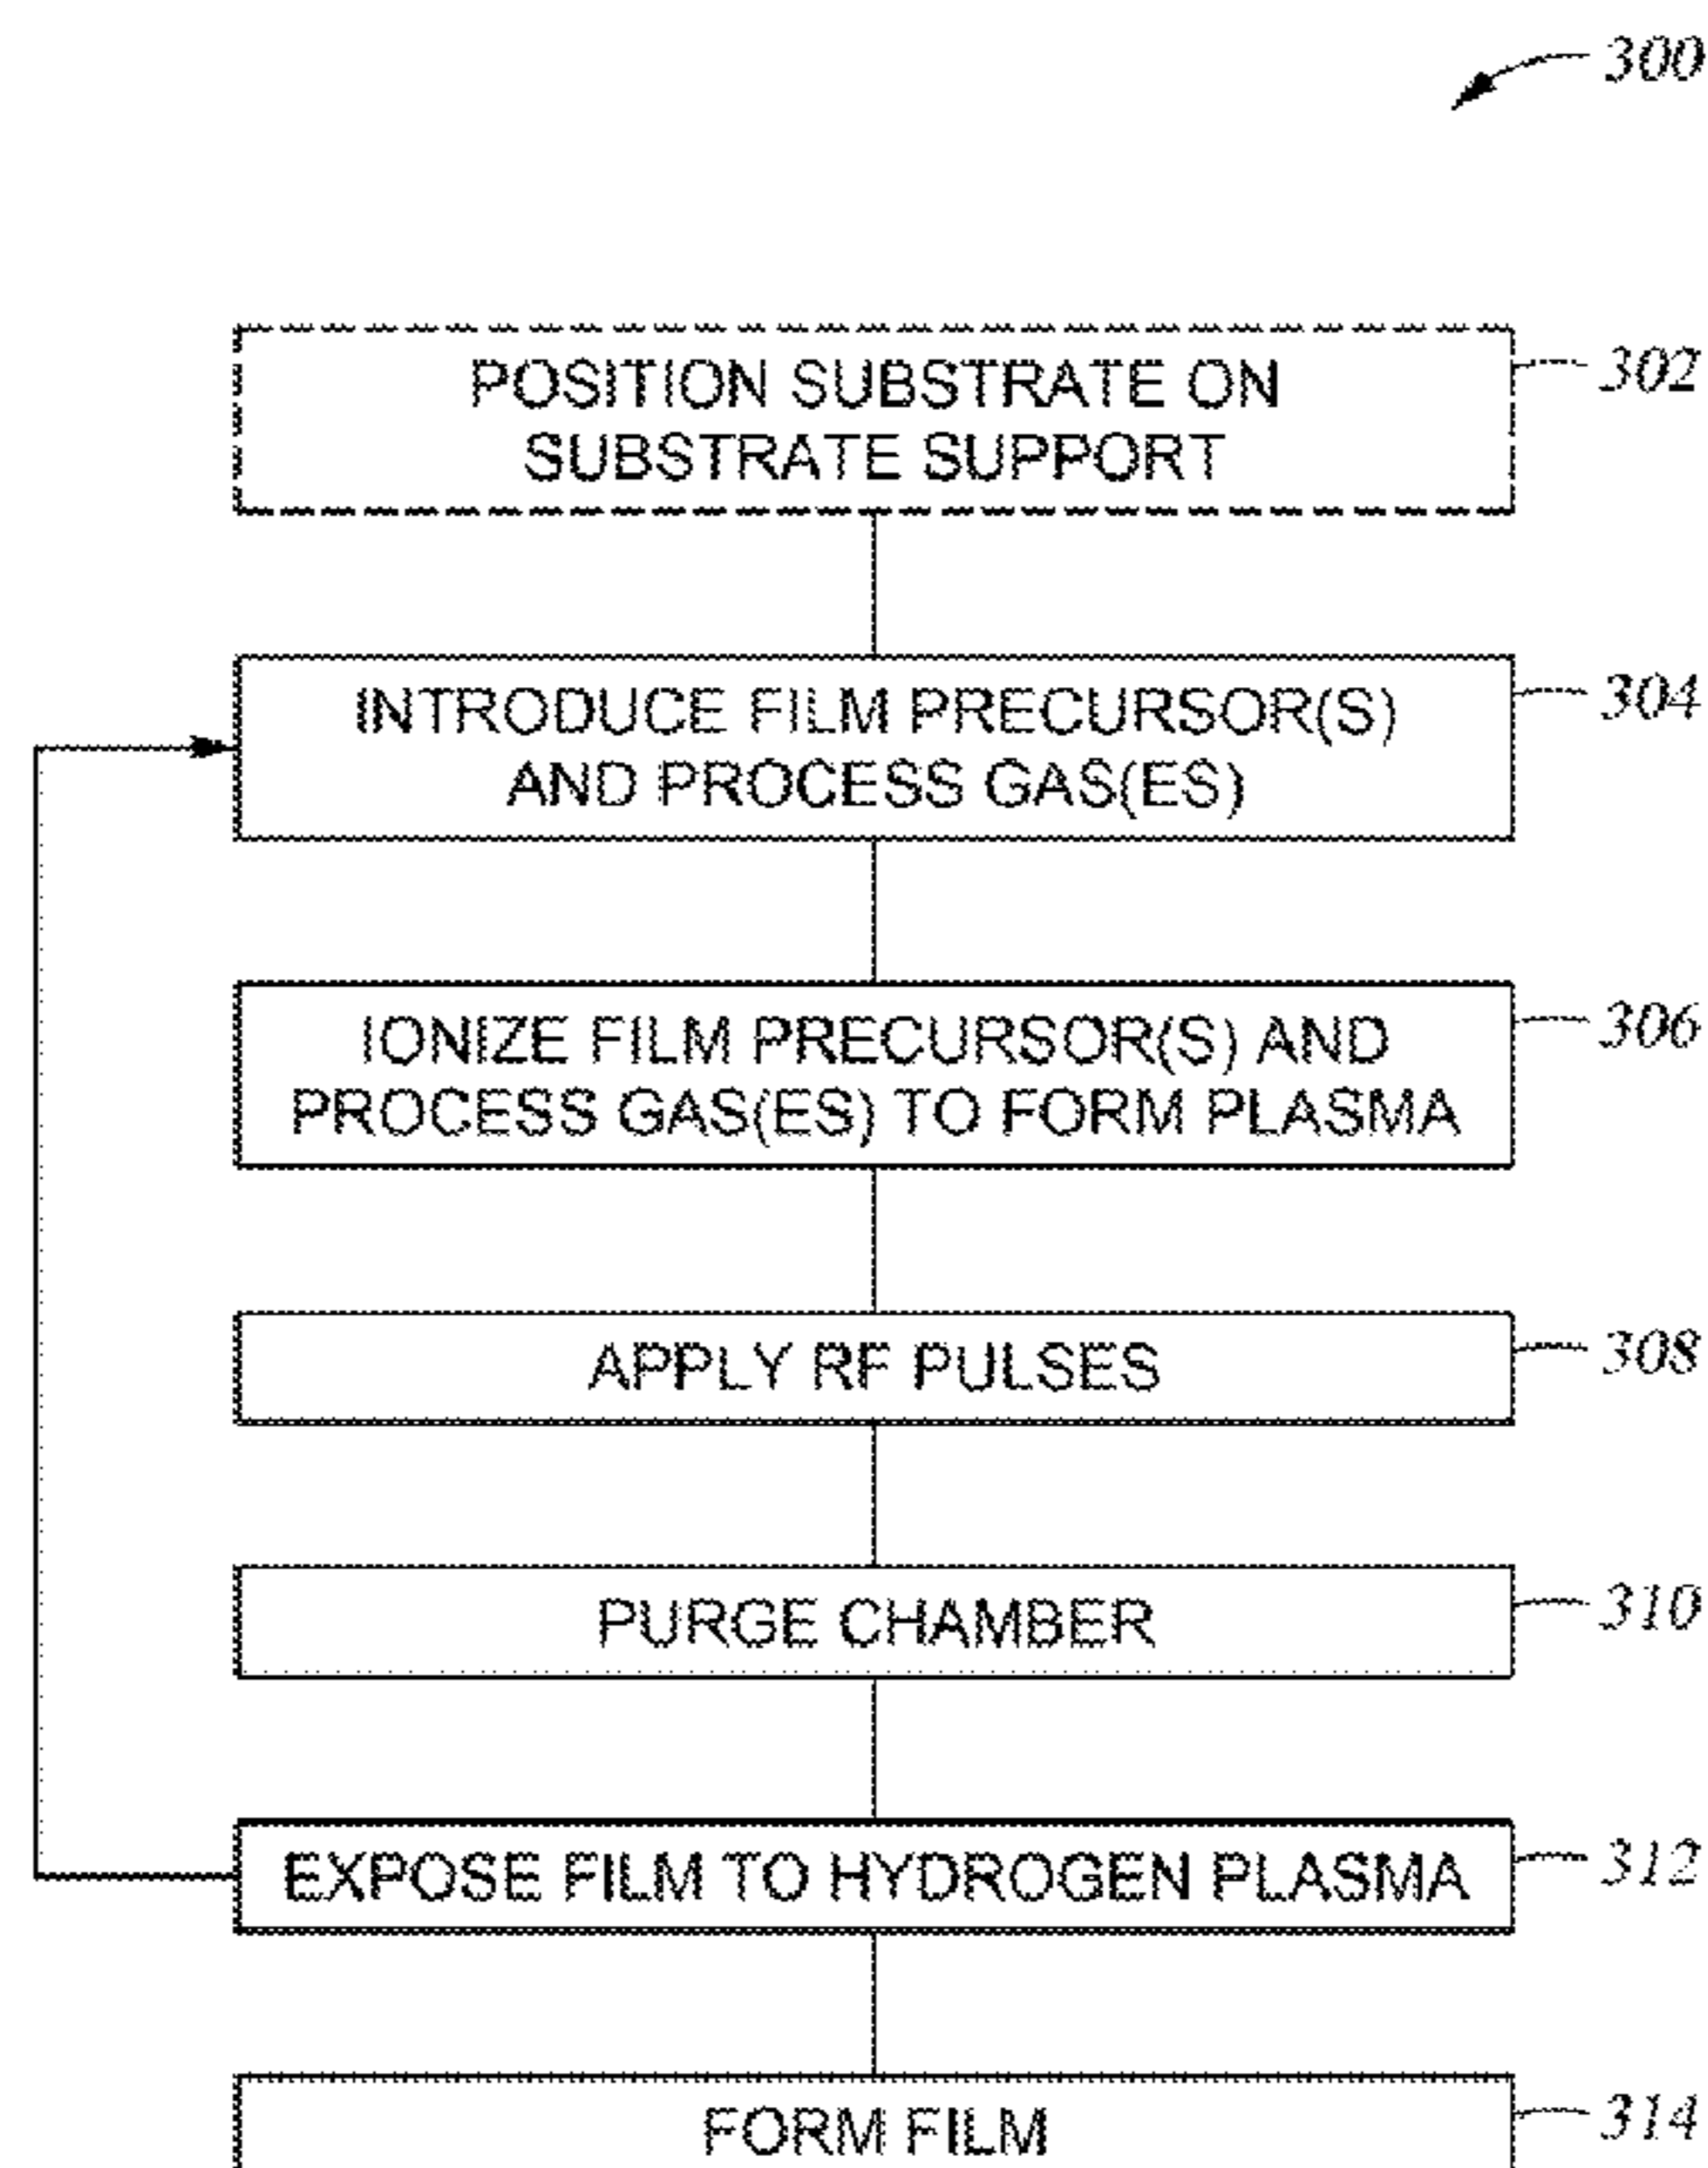 300
POSITION SUBSTRATE ON
SUBSTRATE SUPPORT
302
INTRODUCE FILM PRECURSOR(S)
AND PROCESS GAS(ES)
304
IONIZE FILM PRECURSOR(S) AND
PROCESS GAS(ES) TO FORM PLASMA
306
APPLY RF PULSES
308
PURGE CHAMBER
310
EXPOSE FILM TO HYDROGEN PLASMA
312
FORM FILM
314